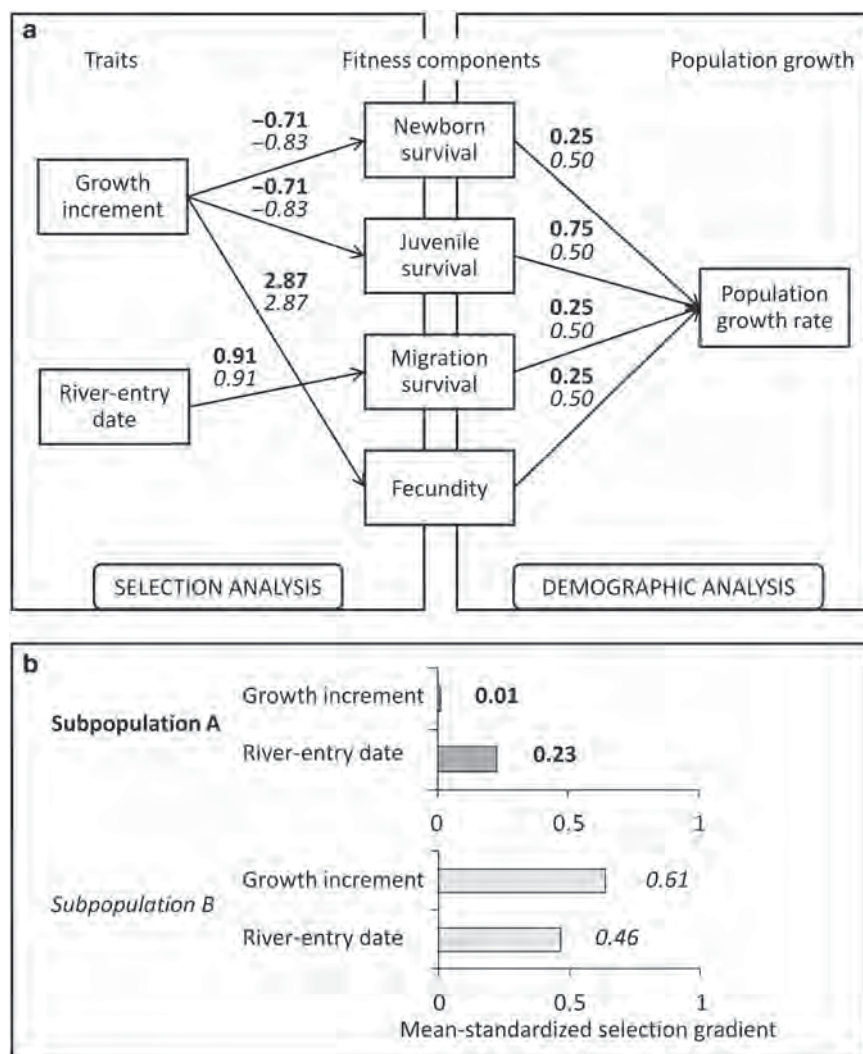 a
Traits
Fitness components
Population growth
Growth
increment
River-entry
date
–0.71
–0.83
–0.71
–0.83
2.87
2.87
0.91
0.91
Newborn
survival
Juvenile
survival
Migration
survival
Fecundity
0.25
0.50
0.75
0.50
0.25
0.50
0.25
0.50
Population
growth rate
SELECTION ANALYSIS
DEMOGRAPHIC ANALYSIS
b
Subpopulation A
Growth increment
0.01
River-entry date
0.23
0 0.5 1
Subpopulation B
Growth increment
0.61
River-entry date
0.46
0 0.5 1
Mean-standardized selection gradient